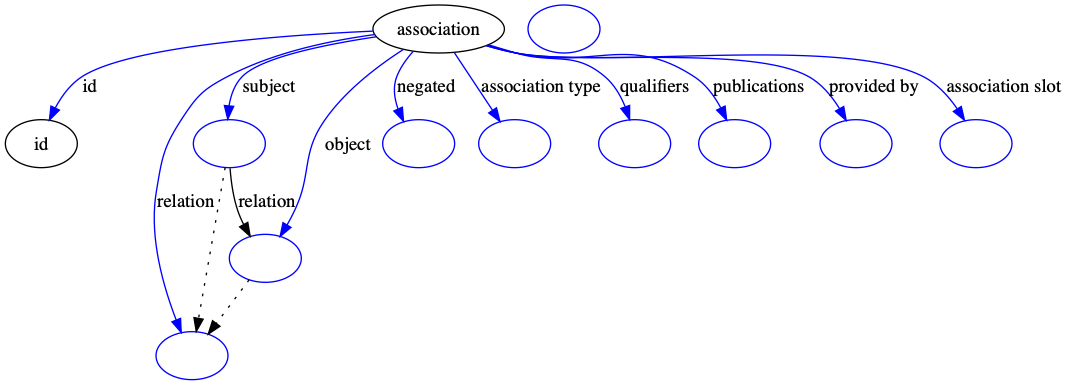 association
id
subject
negated
association type
qualifiers
publications
provided by
association slot
id
object
relation
relation